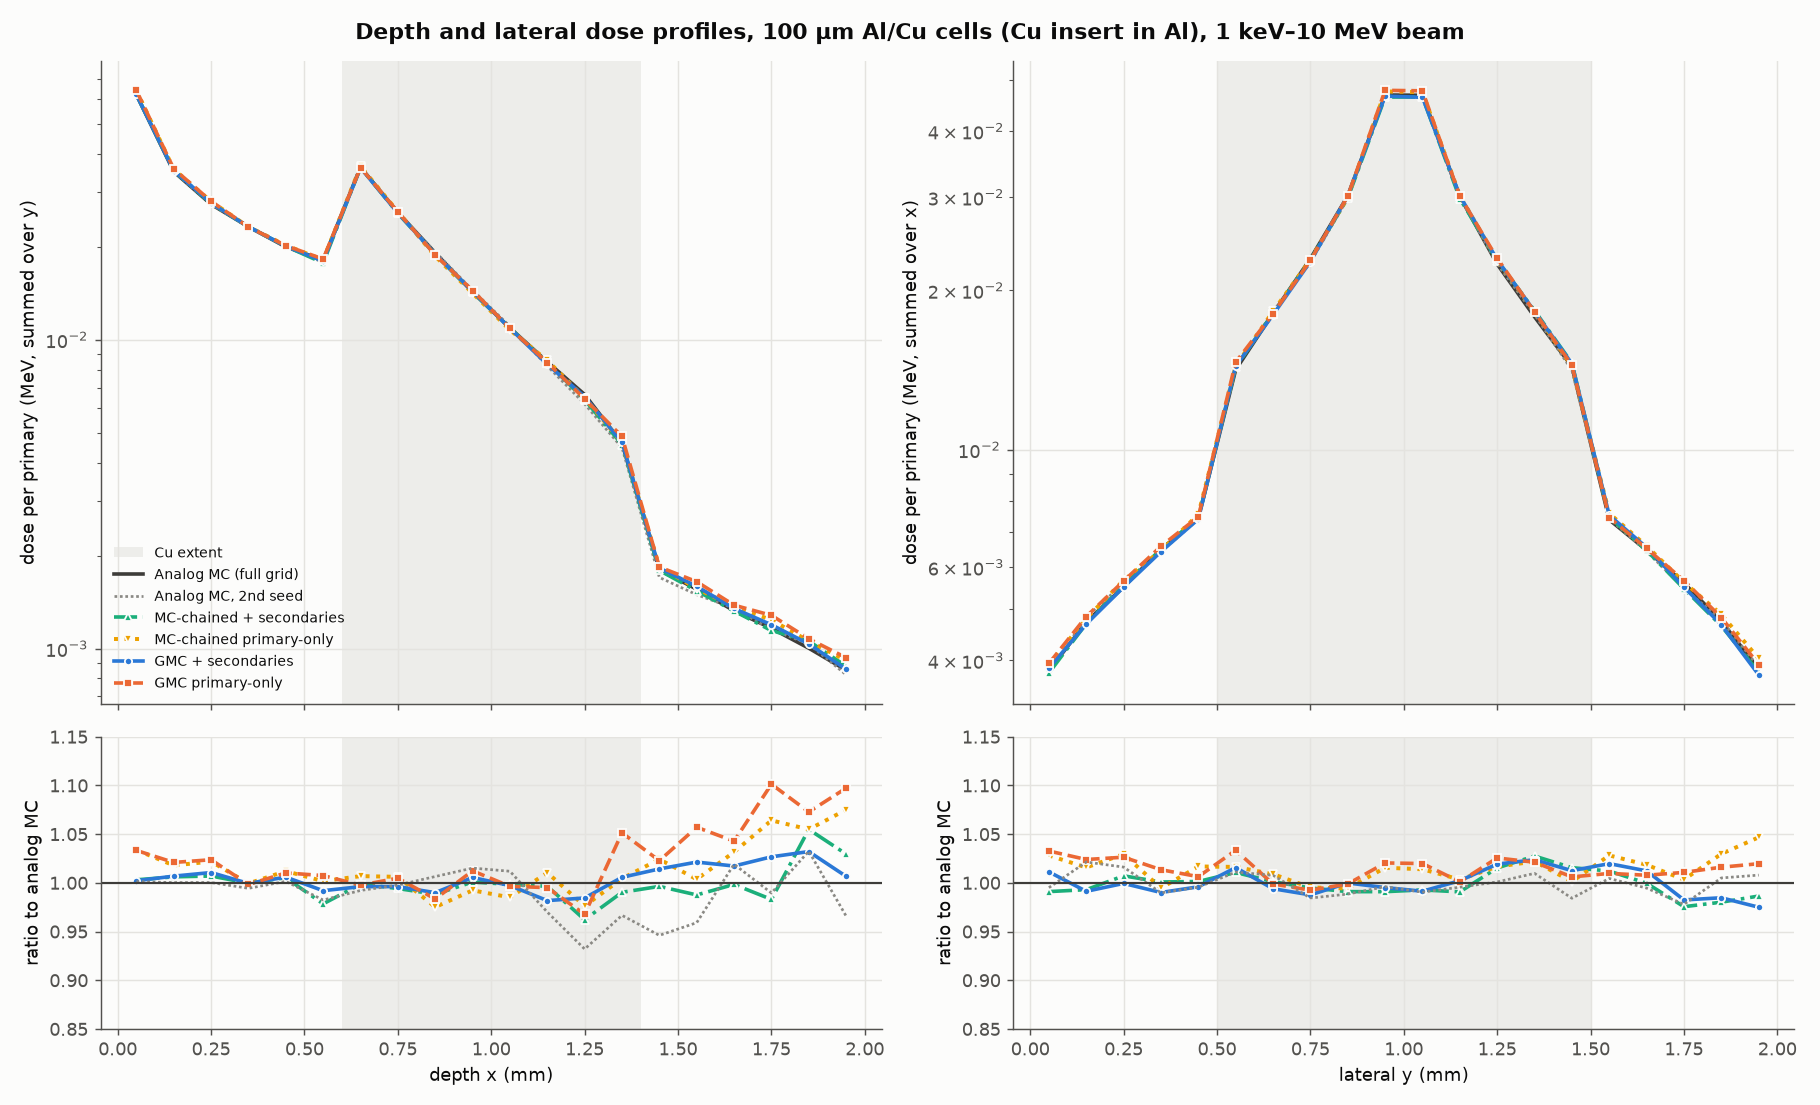 Depth and lateral dose profiles, 100 µm Al/Cu cells (Cu insert in Al), 1 keV–10 MeV beam
dose per primary (MeV, summed over y)
10⁻²
10⁻³
Cu extent
Analog MC (full grid)
Analog MC, 2nd seed
MC-chained + secondaries
MC-chained primary-only
GMC + secondaries
GMC primary-only
dose per primary (MeV, summed over x)
4 × 10⁻²
3 × 10⁻²
2 × 10⁻²
10⁻²
6 × 10⁻³
4 × 10⁻³
ratio to analog MC
1.15
1.10
1.05
1.00
0.95
0.90
0.85
0.00 0.25 0.50 0.75 1.00 1.25 1.50 1.75 2.00
depth x (mm)
ratio to analog MC
1.15
1.10
1.05
1.00
0.95
0.90
0.85
0.00 0.25 0.50 0.75 1.00 1.25 1.50 1.75 2.00
lateral y (mm)